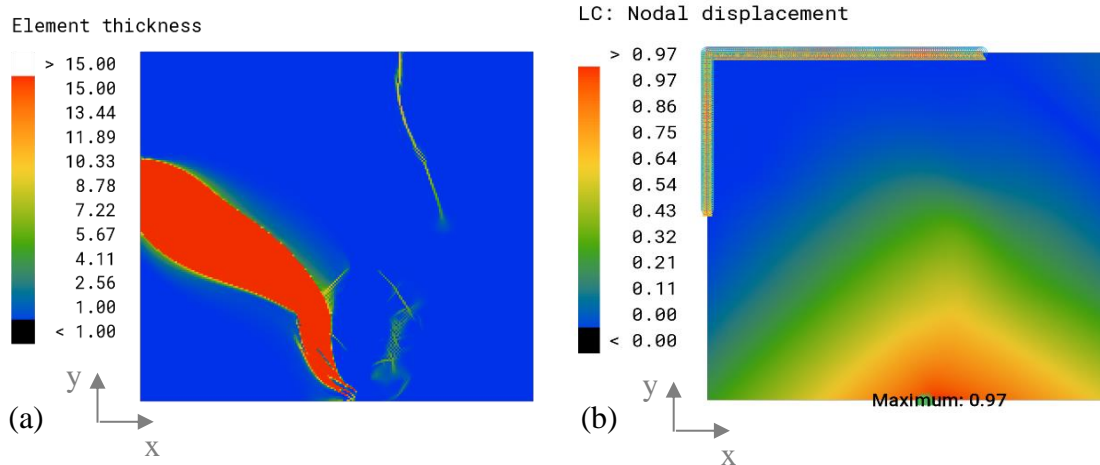 Element thickness
> 15.00
15.00
13.44
11.89
10.33
8.78
7.22
5.67
4.11
2.56
1.00
< 1.00
y
x
(a)
LC: Nodal displacement
> 0.97
0.97
0.86
0.75
0.64
0.54
0.43
0.32
0.21
0.11
0.00
< 0.00
Maximum: 0.97
y
x
(b)